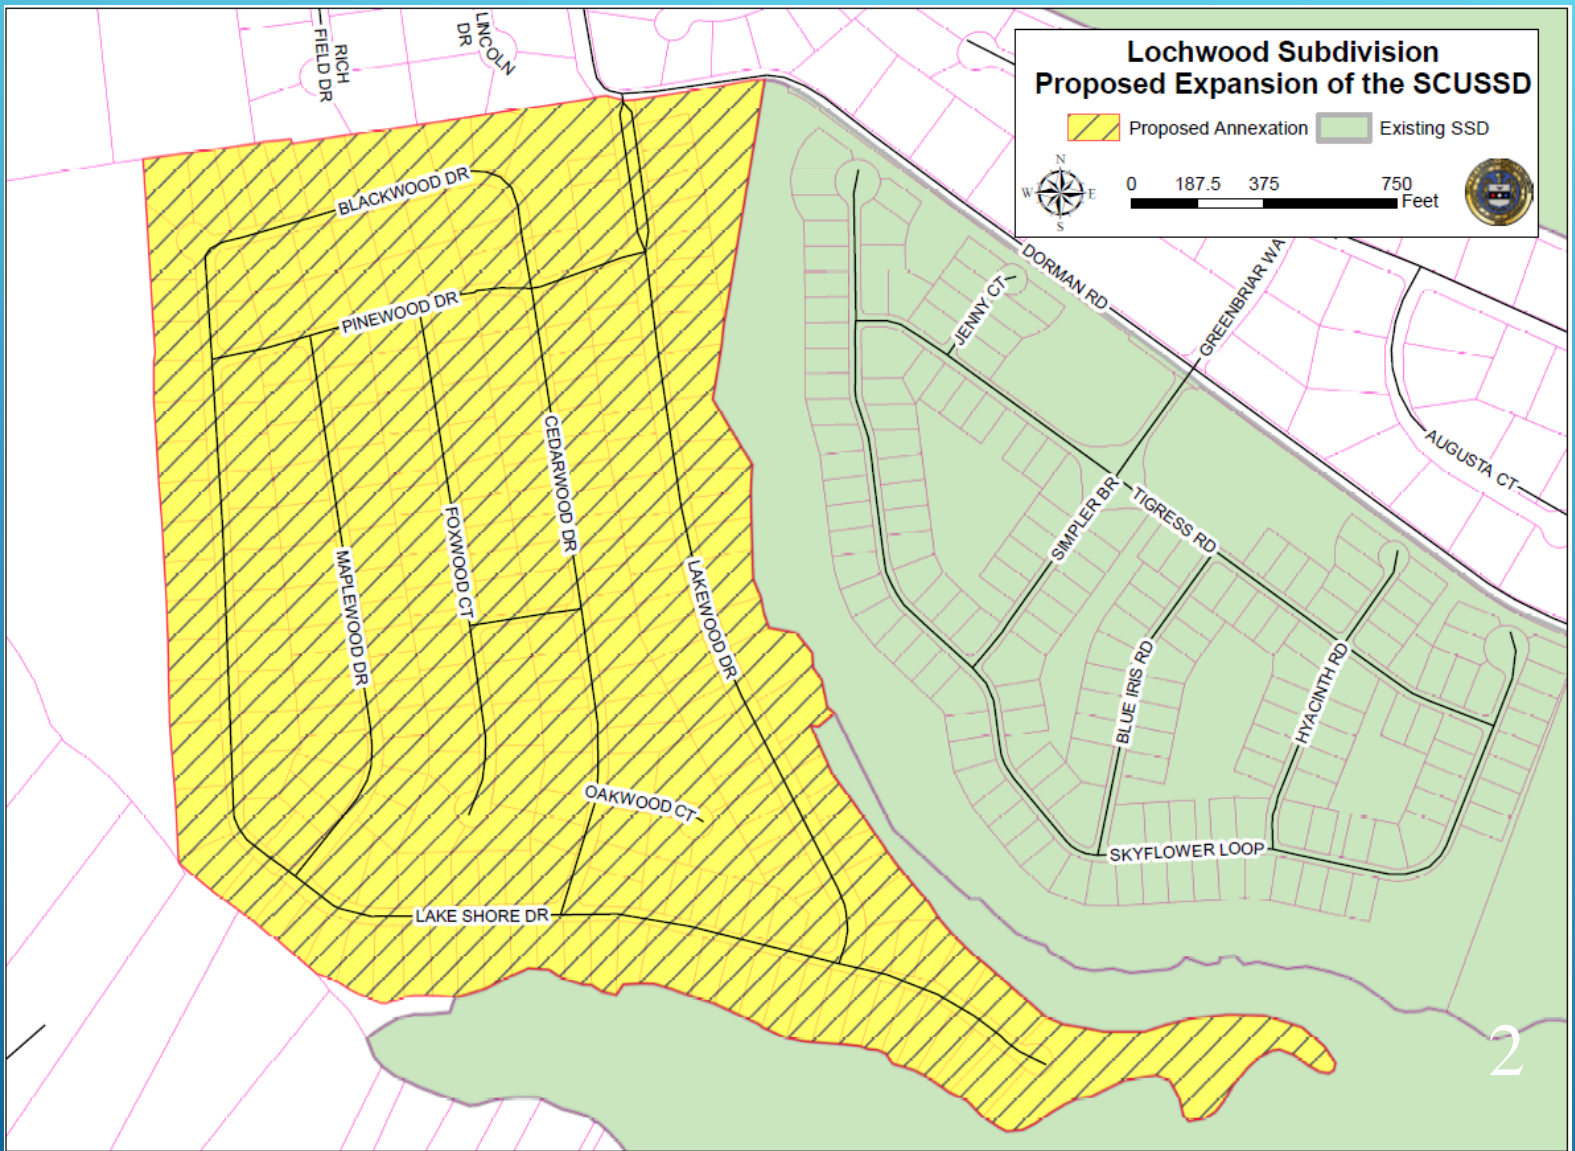 RICH
FIELD DR
LINCOLN
DR
Lochwood Subdivision
Proposed Expansion of the SCUSSD
Proposed Annexation
Existing SSD
N
W
E
S
0 187.5 375 750
Feet
BLACKWOOD DR
PINEWOOD DR
CEDARWOOD DR
FOXWOOD CT
MAPLEWOOD DR
LAKEWOOD DR
OAKWOOD CT
LAKE SHORE DR
DORMAN RD
GREENBRIAR WA
JENNY CT
AUGUSTA CT
SIMPLER BR
TIGRESS RD
BLUE IRIS RD
HYACINTH RD
SKYFLOWER LOOP
2